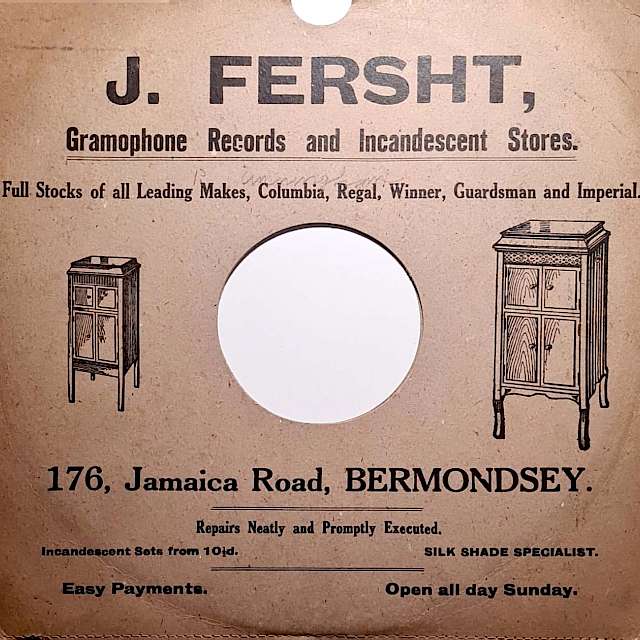 J. FERSHT,
Gramophone Records and Incandescent Stores.
Full Stocks of all Leading Makes, Columbia, Regal, Winner, Guardsman and Imperial.
176, Jamaica Road, BERMONDSEY.
Repairs Neatly and Promptly Executed.
Incandescent Sets from 10½d. SILK SHADE SPECIALIST.
Easy Payments. Open all day Sunday.